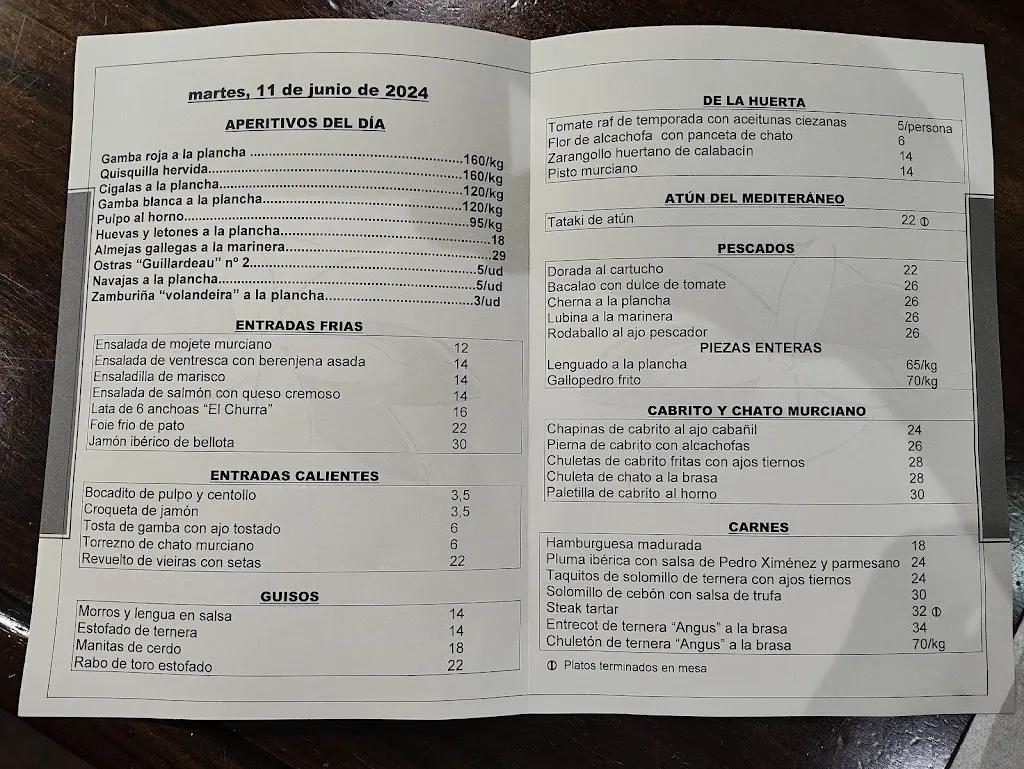 martes, 11 de junio de 2024
APERITIVOS DEL DÍA
Gamba roja a la plancha ........................................160/kg
Quisquilla hervida........................................160/kg
Cigalas a la plancha........................................120/kg
Gamba blanca a la plancha........................................120/kg
Pulpo al horno........................................95/kg
Huevas y letones a la plancha........................................18
Almejas gallegas a la marinera........................................29
Ostras “Guillardeau” nº 2........................................5/ud
Navajas a la plancha........................................5/ud
Zamburiña “volandeira” a la plancha........................................3/ud
ENTRADAS FRIAS
Ensalada de mojete murciano 12
Ensalada de ventresca con berenjena asada 14
Ensaladilla de marisco 14
Ensalada de salmón con queso cremoso 14
Lata de 6 anchoas “El Churra” 16
Foie frio de pato 22
Jamón ibérico de bellota 30
ENTRADAS CALIENTES
Bocadito de pulpo y centollo 3,5
Croqueta de jamón 3,5
Tosta de gamba con ajo tostado 6
Torrezno de chato murciano 6
Revuelto de vieiras con setas 22
GUISOS
Morros y lengua en salsa 14
Estofado de ternera 14
Manitas de cerdo 18
Rabo de toro estofado 22
DE LA HUERTA
Tomate raf de temporada con aceitunas ciezanas 5/persona
Flor de alcachofa con panceta de chato 6
Zarangollo huertano de calabacín 14
Pisto murciano 14
ATÚN DEL MEDITERÁNEO
Tataki de atún 22 ①
PESCADOS
Dorada al cartucho 22
Bacalao con dulce de tomate 26
Cherna a la plancha 26
Lubina a la marinera 26
Rodaballo al ajo pescador 26
PIEZAS ENTERAS
Lenguado a la plancha 65/kg
Gallopedro frito 70/kg
CABRITO Y CHATO MURCIANO
Chapinas de cabrito al ajo cabañil 24
Pierna de cabrito con alcachofas 26
Chuletas de cabrito fritas con ajos tiernos 28
Chuleta de chato a la brasa 28
Paletilla de cabrito al horno 30
CARNES
Hamburguesa madurada 18
Pluma ibérica con salsa de Pedro Ximénez y parmesano 24
Taquitos de solomillo de ternera con ajos tiernos 24
Solomillo de cebón con salsa de trufa 30
Steak tartar 32 ①
Entrecot de ternera “Angus” a la brasa 34
Chuletón de ternera “Angus” a la brasa 70/kg
① Platos terminados en mesa